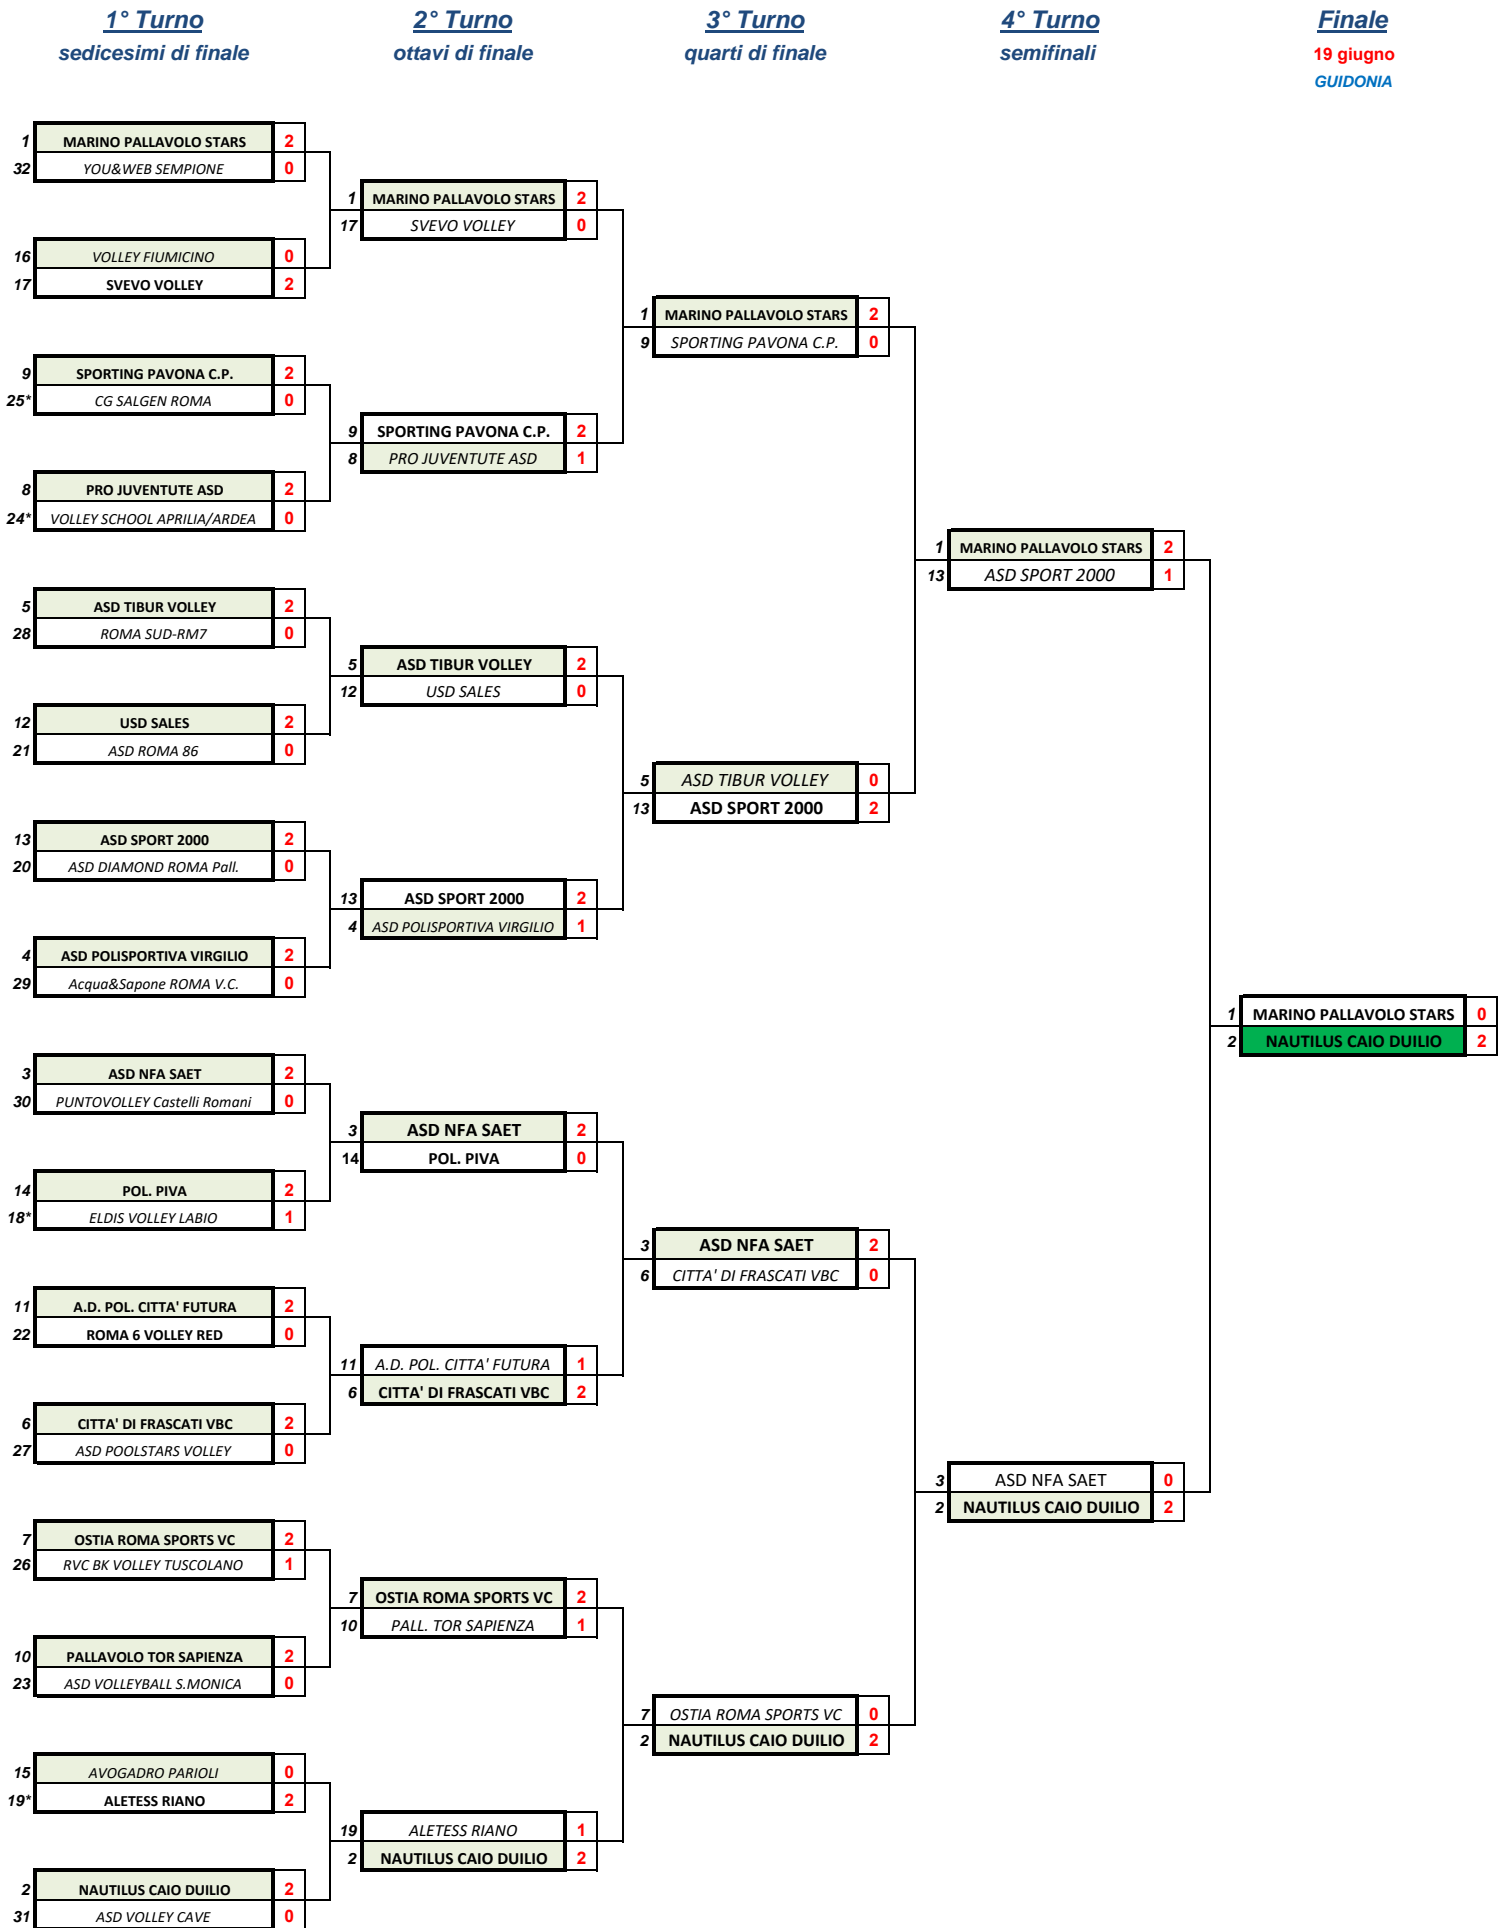 1° Turno
sedicesimi di finale
2° Turno
ottavi di finale
3° Turno
quarti di finale
4° Turno
semifinali
Finale
19 giugno
GUIDONIA
1 MARINO PALLAVOLO STARS 2
32 YOU&WEB SEMPIONE 0
16 VOLLEY FIUMICINO 0
17 SVEVO VOLLEY 2
9 SPORTING PAVONA C.P. 2
25* CG SALGEN ROMA 0
8 PRO JUVENTUTE ASD 2
24* VOLLEY SCHOOL APRILIA/ARDEA 0
5 ASD TIBUR VOLLEY 2
28 ROMA SUD-RM7 0
12 USD SALES 2
21 ASD ROMA 86 0
13 ASD SPORT 2000 2
20 ASD DIAMOND ROMA Pall. 0
4 ASD POLISPORTIVA VIRGILIO 2
29 Acqua&Sapone ROMA V.C. 0
3 ASD NFA SAET 2
30 PUNTOVOLLEY Castelli Romani 0
14 POL. PIVA 2
18* ELDIS VOLLEY LABIO 1
11 A.D. POL. CITTA' FUTURA 2
22 ROMA 6 VOLLEY RED 0
6 CITTA' DI FRASCATI VBC 2
27 ASD POOLSTARS VOLLEY 0
7 OSTIA ROMA SPORTS VC 2
26 RVC BK VOLLEY TUSCOLANO 1
10 PALLAVOLO TOR SAPIENZA 2
23 ASD VOLLEYBALL S.MONICA 0
15 AVOGADRO PARIOLI 0
19* ALETESS RIANO 2
2 NAUTILUS CAIO DUILIO 2
31 ASD VOLLEY CAVE 0
1 MARINO PALLAVOLO STARS 2
17 SVEVO VOLLEY 0
9 SPORTING PAVONA C.P. 2
8 PRO JUVENTUTE ASD 1
5 ASD TIBUR VOLLEY 2
12 USD SALES 0
13 ASD SPORT 2000 2
4 ASD POLISPORTIVA VIRGILIO 1
3 ASD NFA SAET 2
14 POL. PIVA 0
11 A.D. POL. CITTA' FUTURA 1
6 CITTA' DI FRASCATI VBC 2
7 OSTIA ROMA SPORTS VC 2
10 PALL. TOR SAPIENZA 1
19 ALETESS RIANO 1
2 NAUTILUS CAIO DUILIO 2
1 MARINO PALLAVOLO STARS 2
9 SPORTING PAVONA C.P. 0
5 ASD TIBUR VOLLEY 0
13 ASD SPORT 2000 2
3 ASD NFA SAET 2
6 CITTA' DI FRASCATI VBC 0
7 OSTIA ROMA SPORTS VC 0
2 NAUTILUS CAIO DUILIO 2
1 MARINO PALLAVOLO STARS 2
13 ASD SPORT 2000 1
3 ASD NFA SAET 0
2 NAUTILUS CAIO DUILIO 2
1 MARINO PALLAVOLO STARS 0
2 NAUTILUS CAIO DUILIO 2